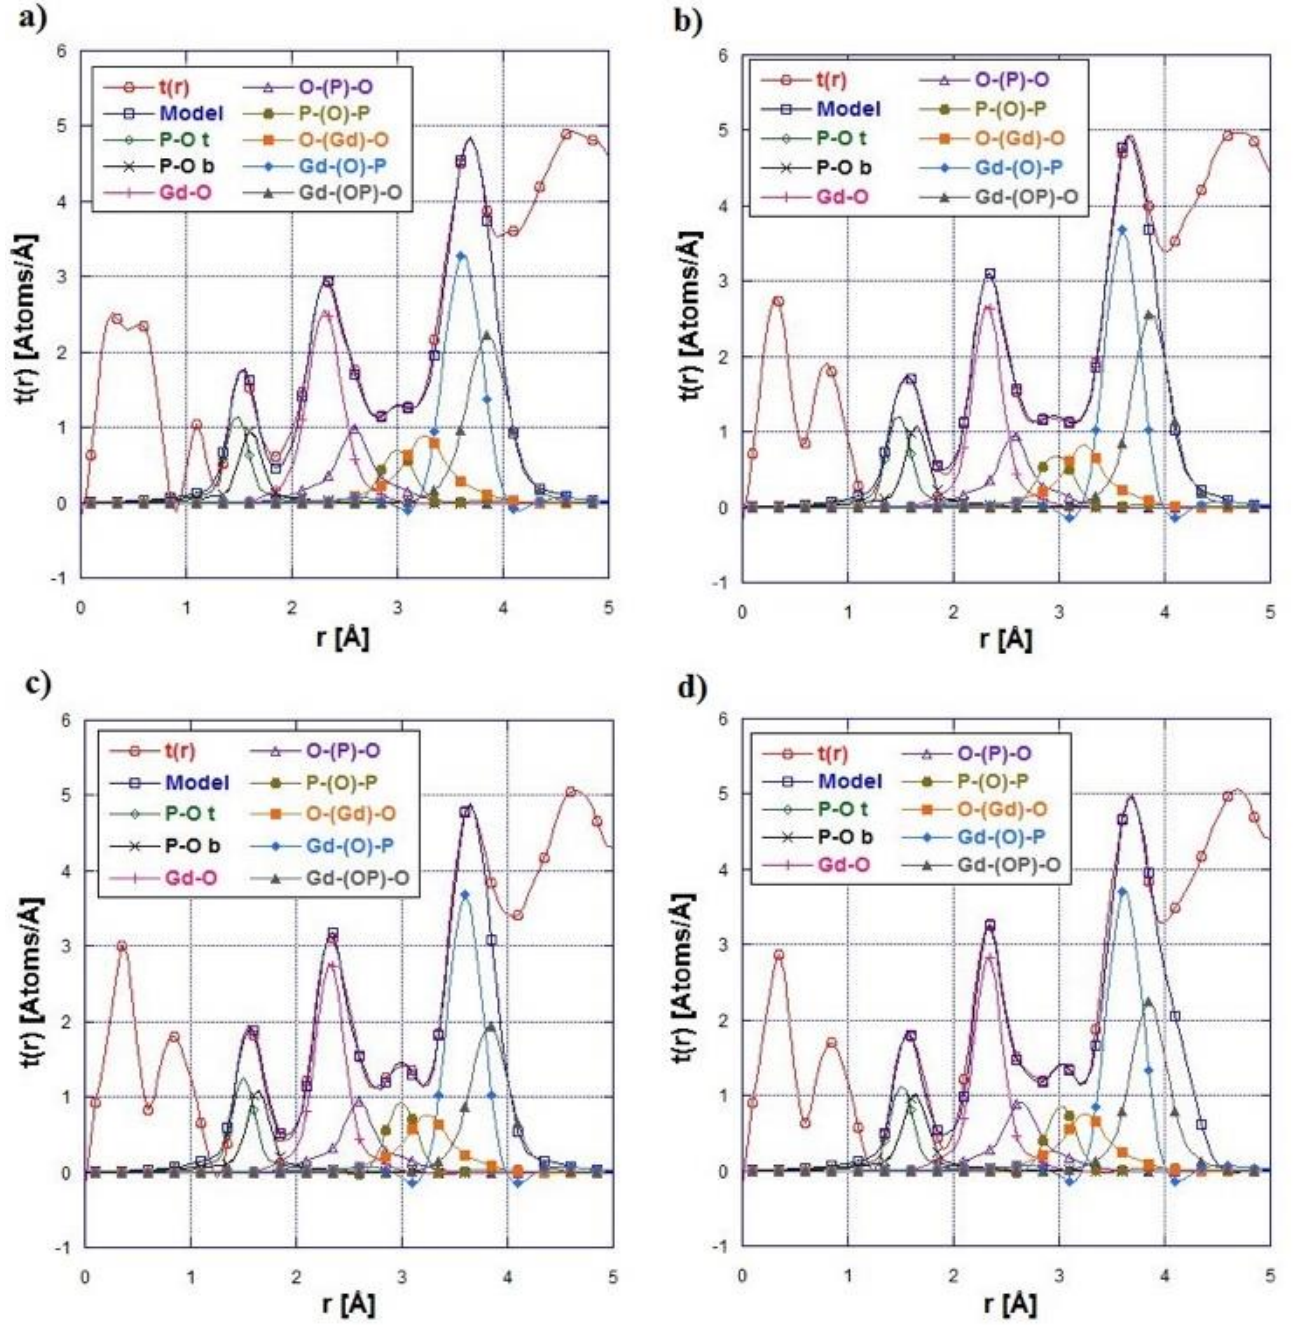 a)
6
5
4
3
2
1
0
-1
t(r) [Atoms/Å]
t(r) O-(P)-O
Model P-(O)-P
P-O t O-(Gd)-O
P-O b Gd-(O)-P
Gd-O Gd-(OP)-O
0 1 2 3 4 5
r [Å]
b)
6
5
4
3
2
1
0
-1
t(r) [Atoms/Å]
t(r) O-(P)-O
Model P-(O)-P
P-O t O-(Gd)-O
P-O b Gd-(O)-P
Gd-O Gd-(OP)-O
0 1 2 3 4 5
r [Å]
c)
6
5
4
3
2
1
0
-1
t(r) [Atoms/Å]
t(r) O-(P)-O
Model P-(O)-P
P-O t O-(Gd)-O
P-O b Gd-(O)-P
Gd-O Gd-(OP)-O
0 1 2 3 4 5
r [Å]
d)
6
5
4
3
2
1
0
-1
t(r) [Atoms/Å]
t(r) O-(P)-O
Model P-(O)-P
P-O t O-(Gd)-O
P-O b Gd-(O)-P
Gd-O Gd-(OP)-O
0 1 2 3 4 5
r [Å]